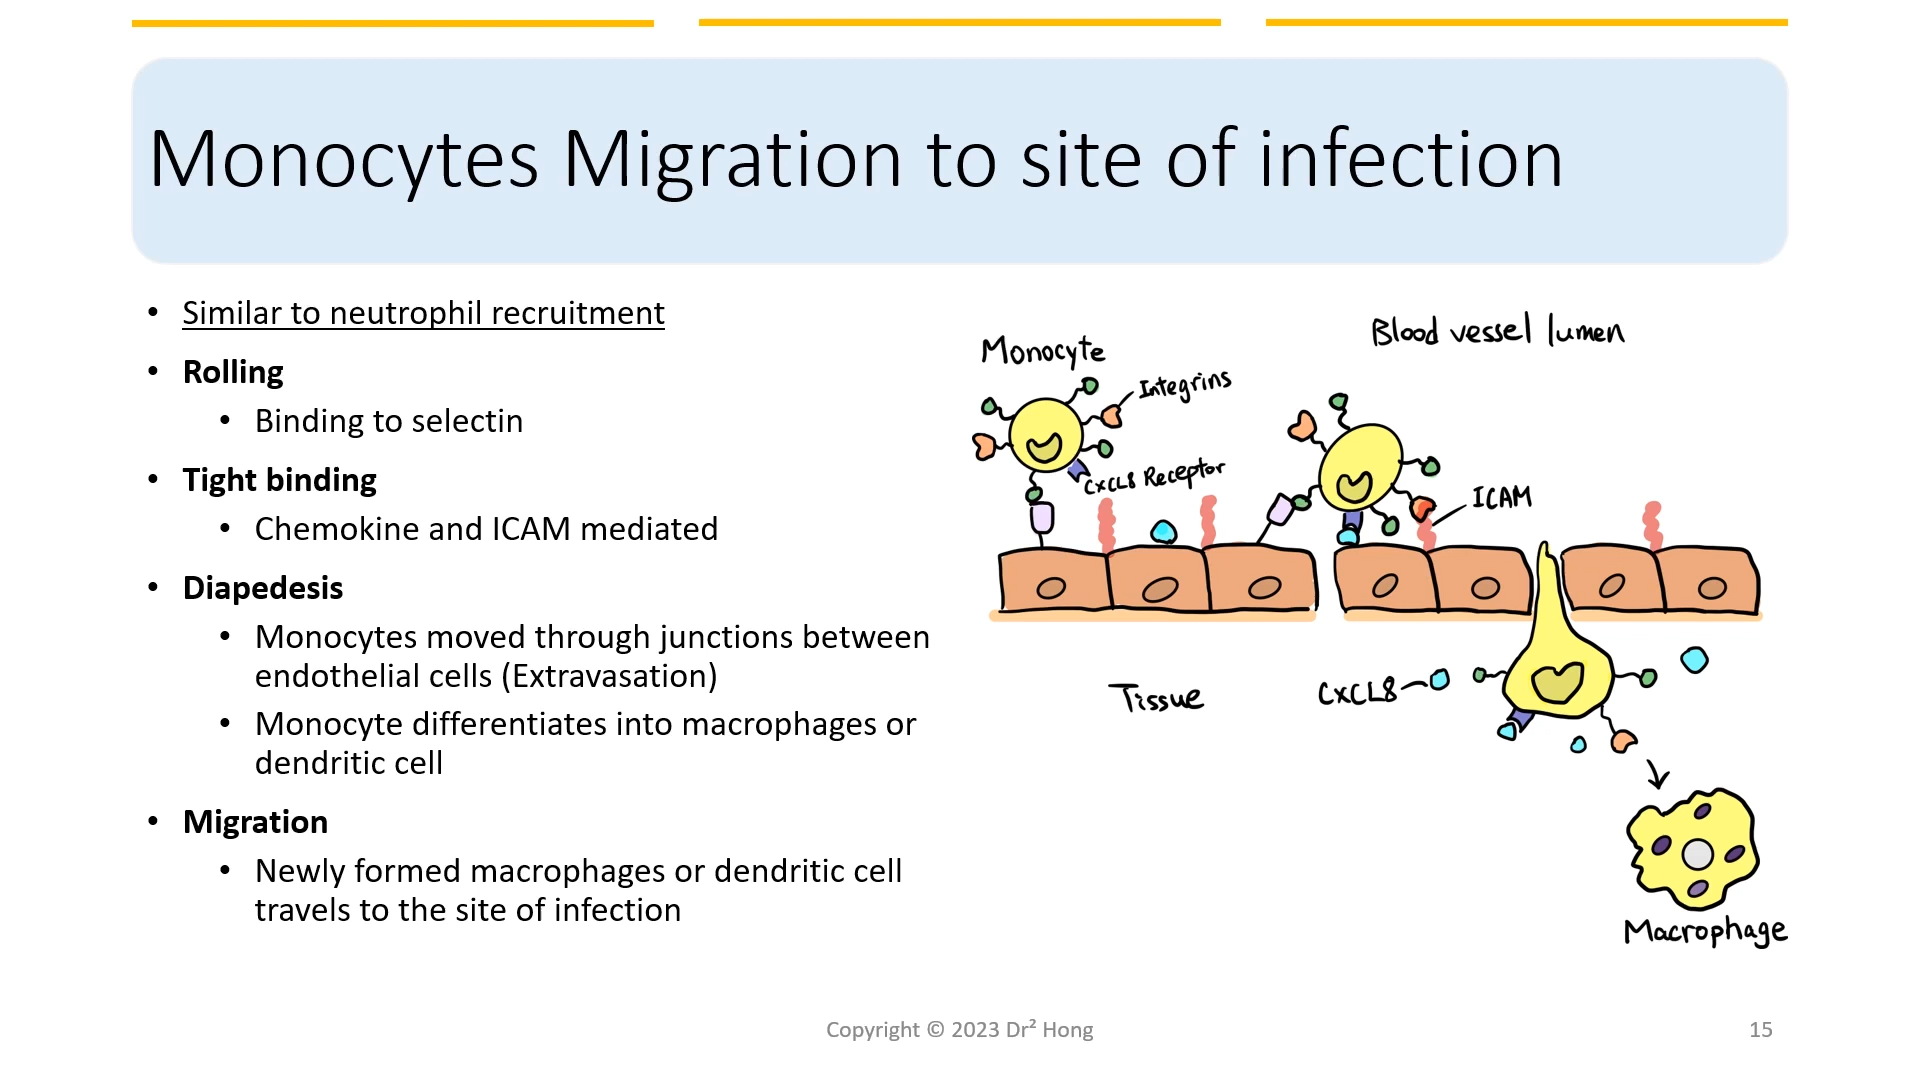 Monocytes Migration to site of infection
• Similar to neutrophil recruitment
• Rolling
• Binding to selectin
• Tight binding
• Chemokine and ICAM mediated
• Diapedesis
• Monocytes moved through junctions between
endothelial cells (Extravasation)
• Monocyte differentiates into macrophages or
dendritic cell
• Migration
• Newly formed macrophages or dendritic cell
travels to the site of infection
Blood vessel lumen
Monocyte
Integrins
CXCL8 Receptor
ICAM
Tissue
CXCL8
Macrophage
Copyright © 2023 Dr² Hong
15